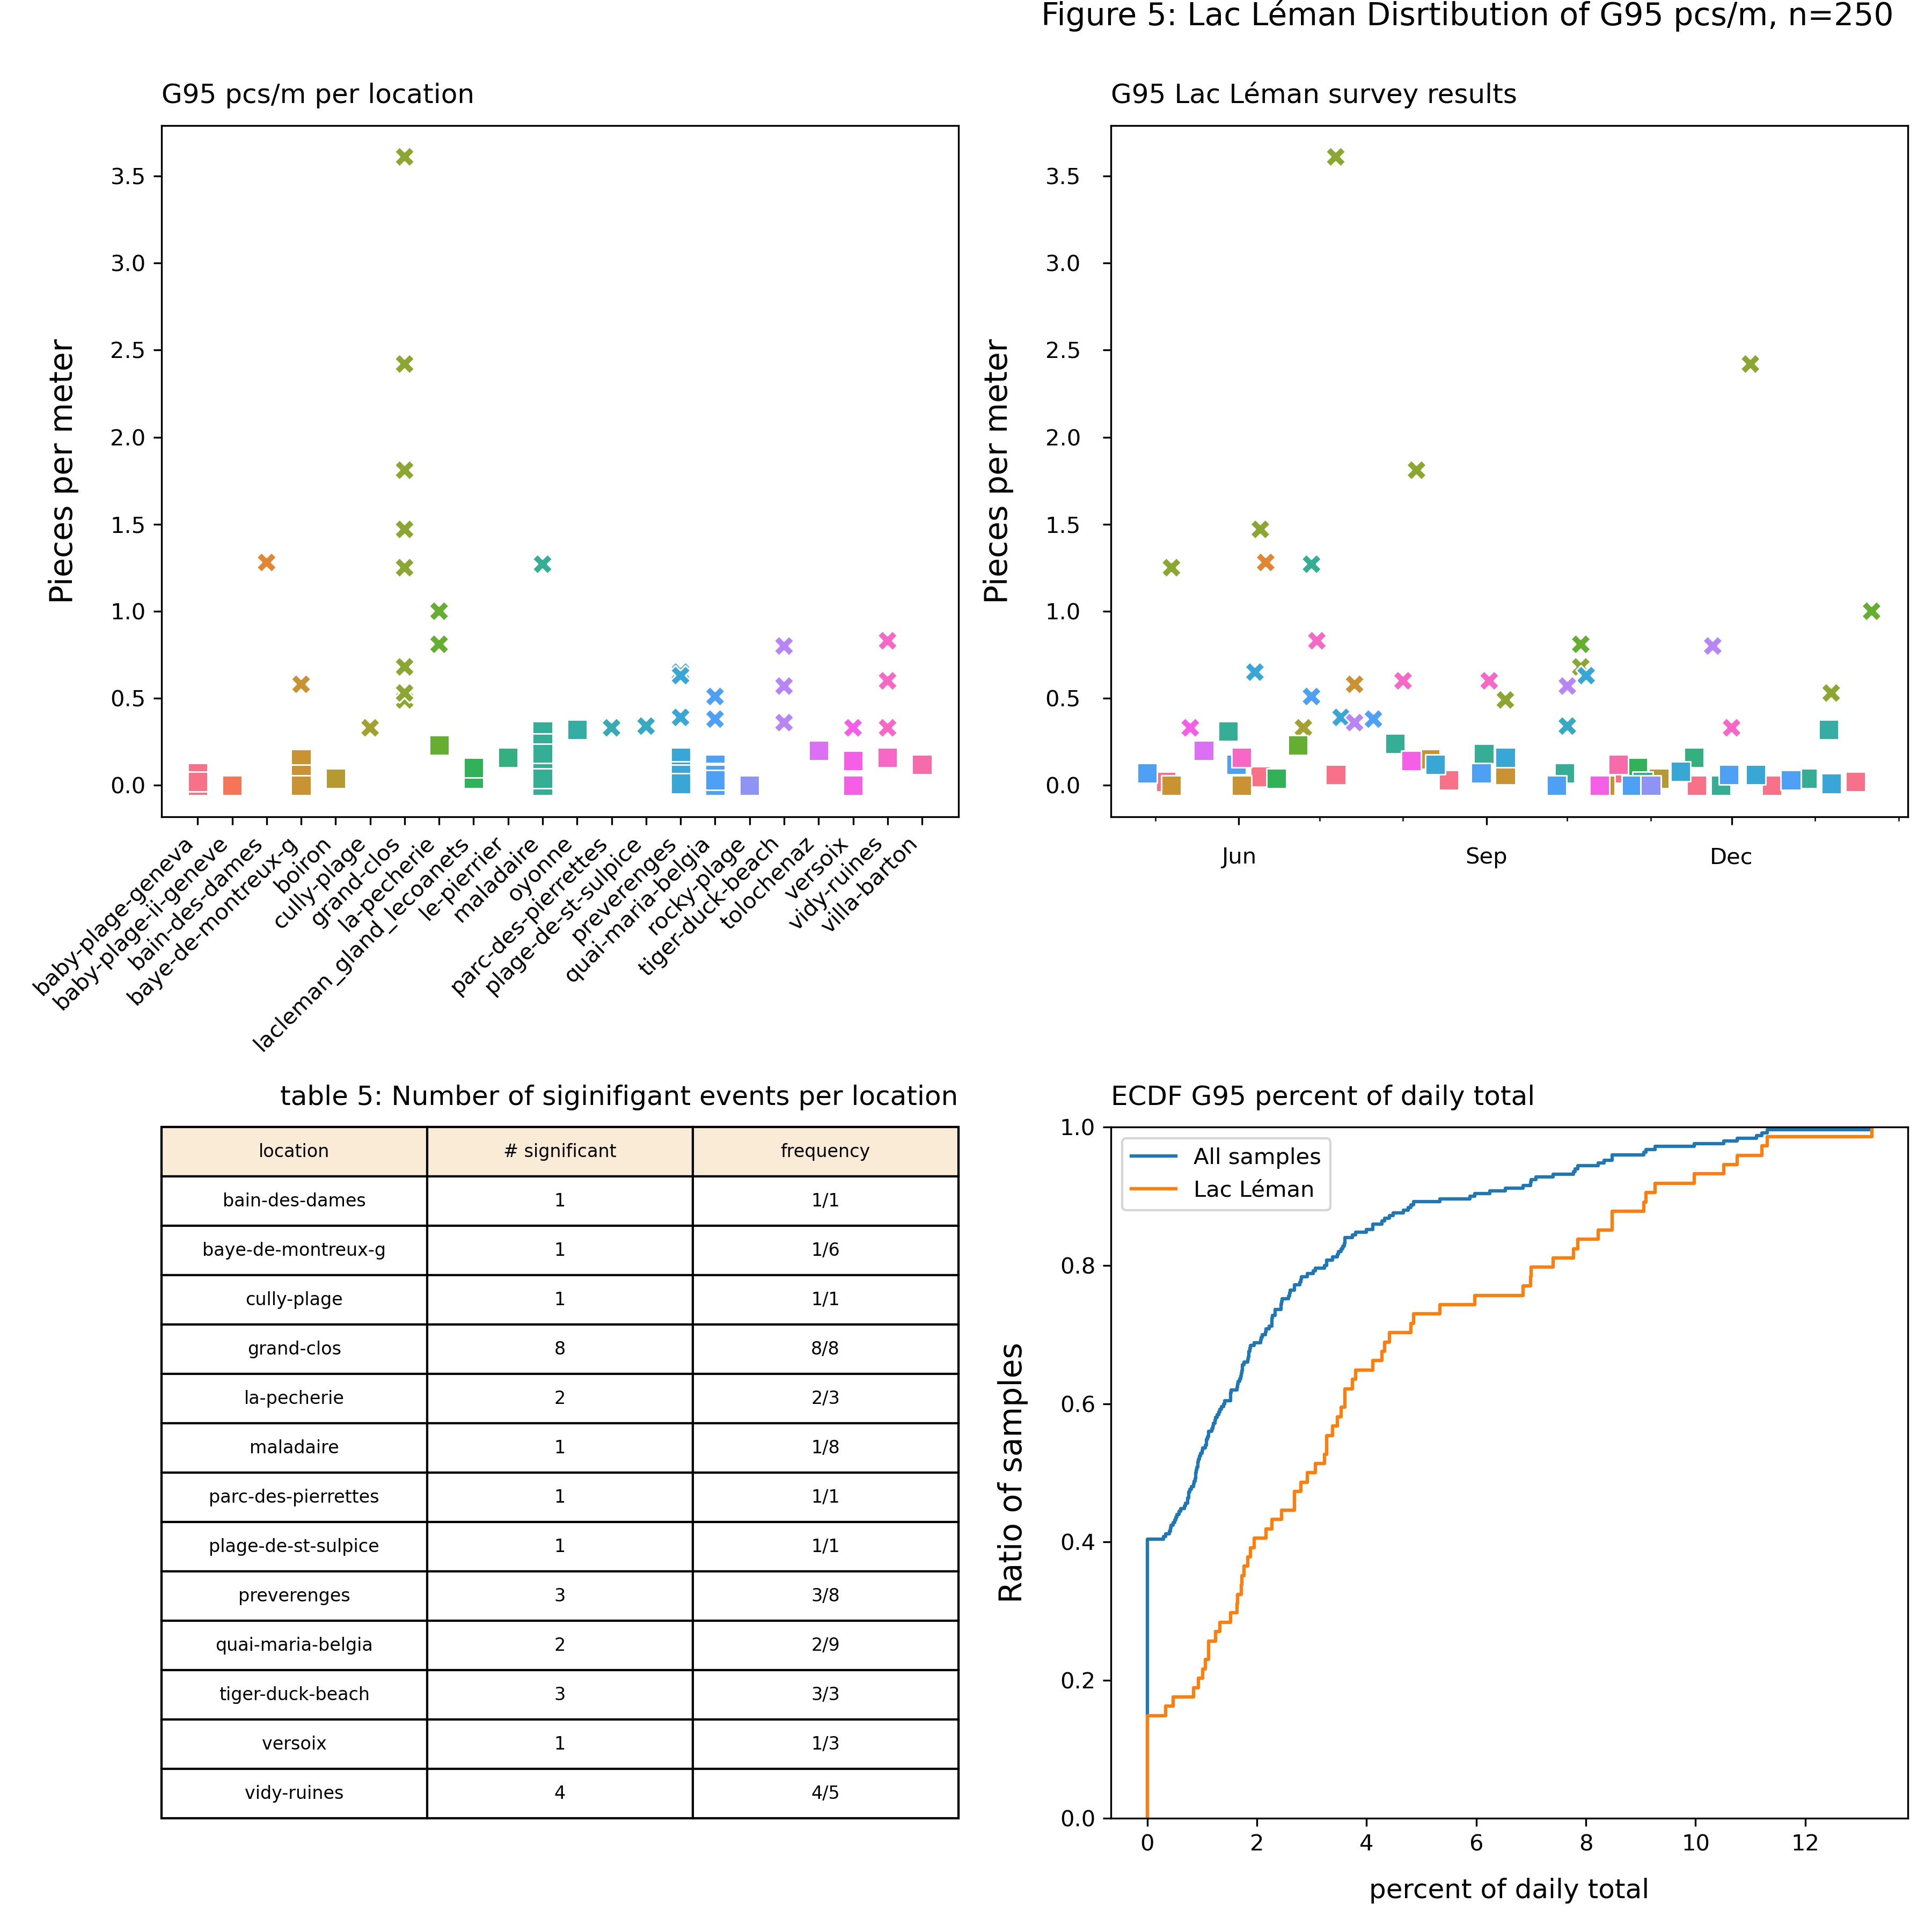 Figure 5: Lac Léman Disrtibution of G95 pcs/m, n=250
G95 pcs/m per location
Pieces per meter
3.5
3.0
2.5
2.0
1.5
1.0
0.5
0.0
baby-plage-geneva
baby-plage-ii-geneve
bain-des-dames
baye-de-montreux-g
boiron
cully-plage
grand-clos
la-pecherie
lacleman_gland_lecoanets
le-pierrier
maladaire
oyonne
parc-des-pierrettes
plage-de-st-sulpice
preverenges
quai-maria-belgia
rocky-plage
tiger-duck-beach
tolochenaz
versoix
vidy-ruines
villa-barton
G95 Lac Léman survey results
Pieces per meter
3.5
3.0
2.5
2.0
1.5
1.0
0.5
0.0
Jun Sep Dec
table 5: Number of siginifigant events per location
location # significant frequency
bain-des-dames 1 1/1
baye-de-montreux-g 1 1/6
cully-plage 1 1/1
grand-clos 8 8/8
la-pecherie 2 2/3
maladaire 1 1/8
parc-des-pierrettes 1 1/1
plage-de-st-sulpice 1 1/1
preverenges 3 3/8
quai-maria-belgia 2 2/9
tiger-duck-beach 3 3/3
versoix 1 1/3
vidy-ruines 4 4/5
ECDF G95 percent of daily total
All samples
Lac Léman
Ratio of samples
1.0
0.8
0.6
0.4
0.2
0.0
0 2 4 6 8 10 12
percent of daily total